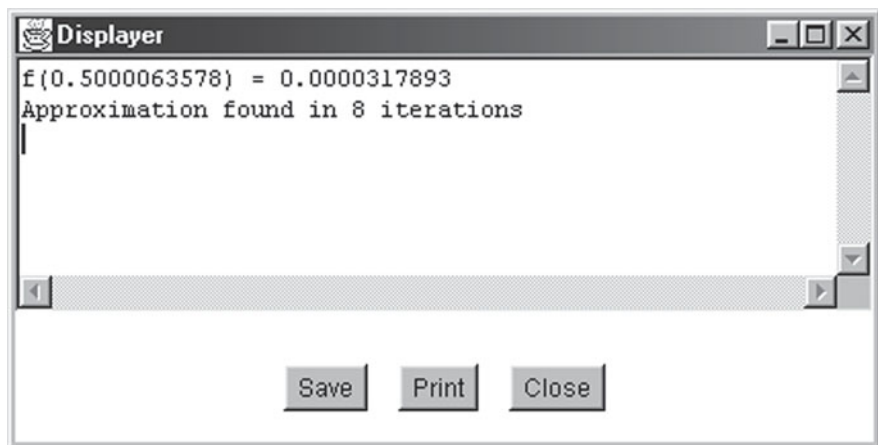 Displayer
f(0.5000063578) = 0.0000317893
Approximation found in 8 iterations
Save Print Close